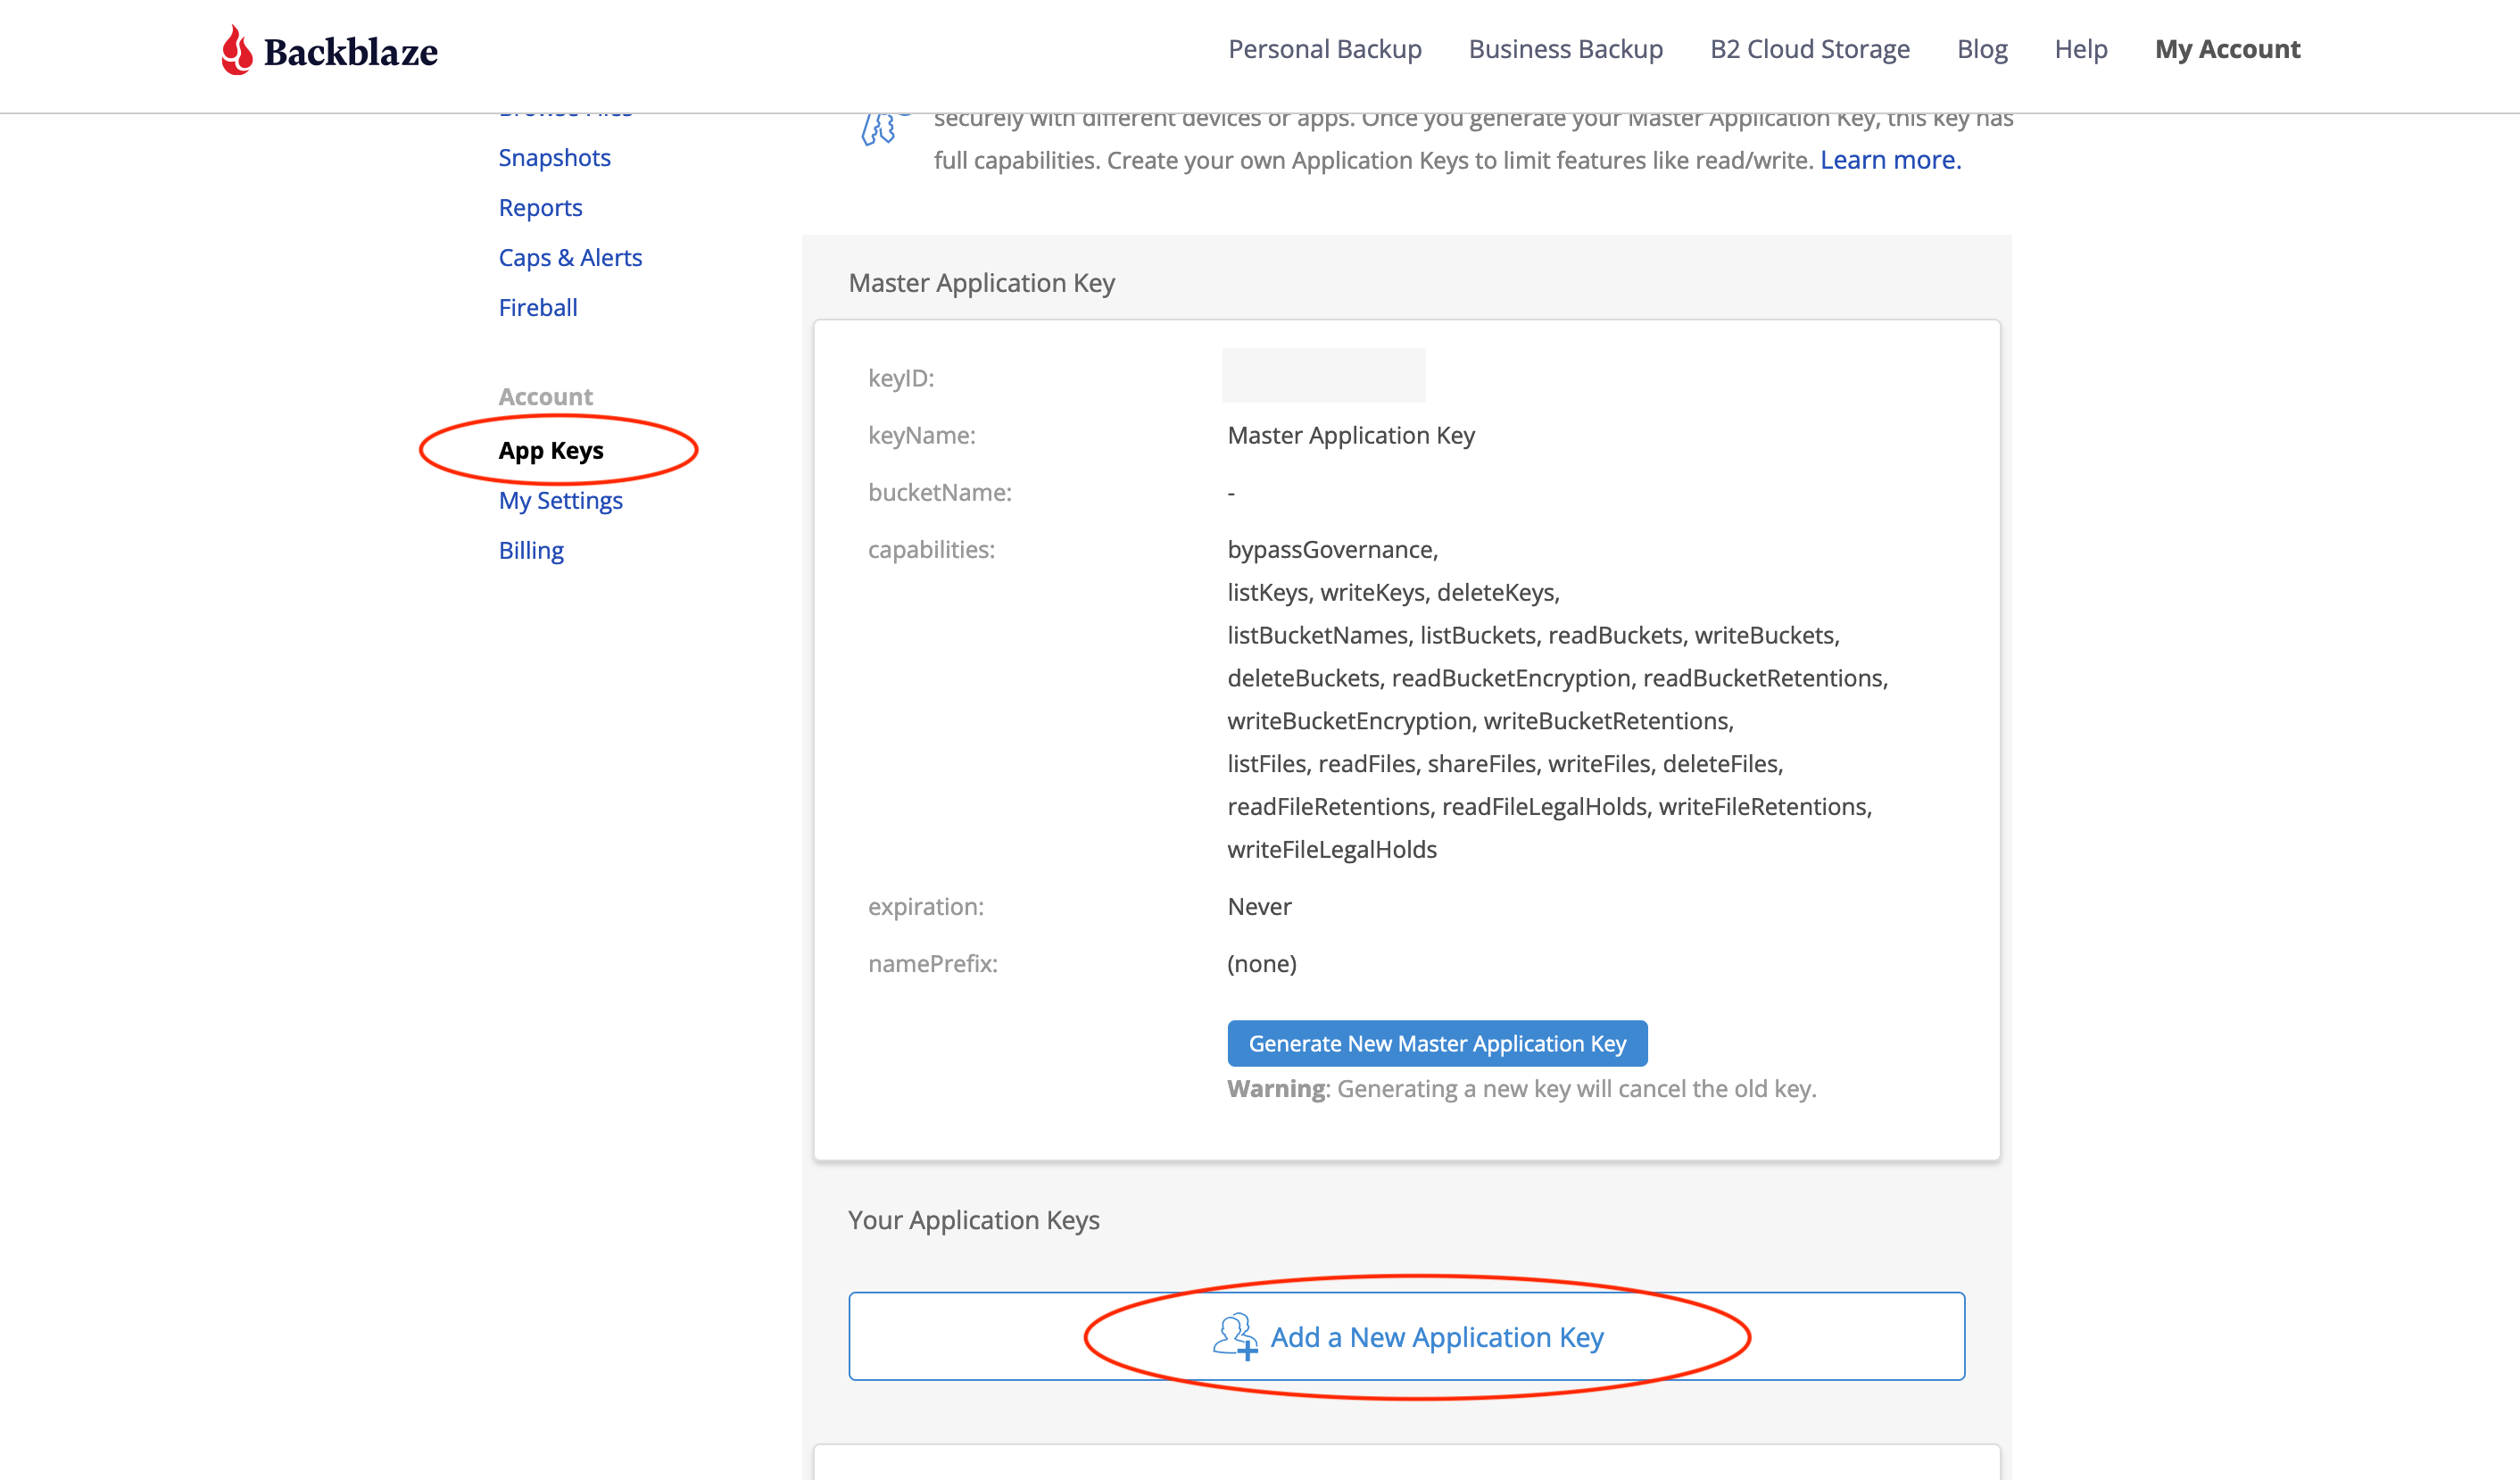 Backblaze
Personal Backup
Business Backup
B2 Cloud Storage
Blog
Help
My Account
Browse Files
Snapshots
Reports
Caps & Alerts
Fireball
Account
App Keys
My Settings
Billing
securely with different devices or apps. Once you generate your Master Application Key, this key has
full capabilities. Create your own Application Keys to limit features like read/write. Learn more.
Master Application Key
keyID:
keyName: Master Application Key
bucketName: -
capabilities: bypassGovernance,
listKeys, writeKeys, deleteKeys,
listBucketNames, listBuckets, readBuckets, writeBuckets,
deleteBuckets, readBucketEncryption, readBucketRetentions,
writeBucketEncryption, writeBucketRetentions,
listFiles, readFiles, shareFiles, writeFiles, deleteFiles,
readFileRetentions, readFileLegalHolds, writeFileRetentions,
writeFileLegalHolds
expiration: Never
namePrefix: (none)
Generate New Master Application Key
Warning: Generating a new key will cancel the old key.
Your Application Keys
Add a New Application Key